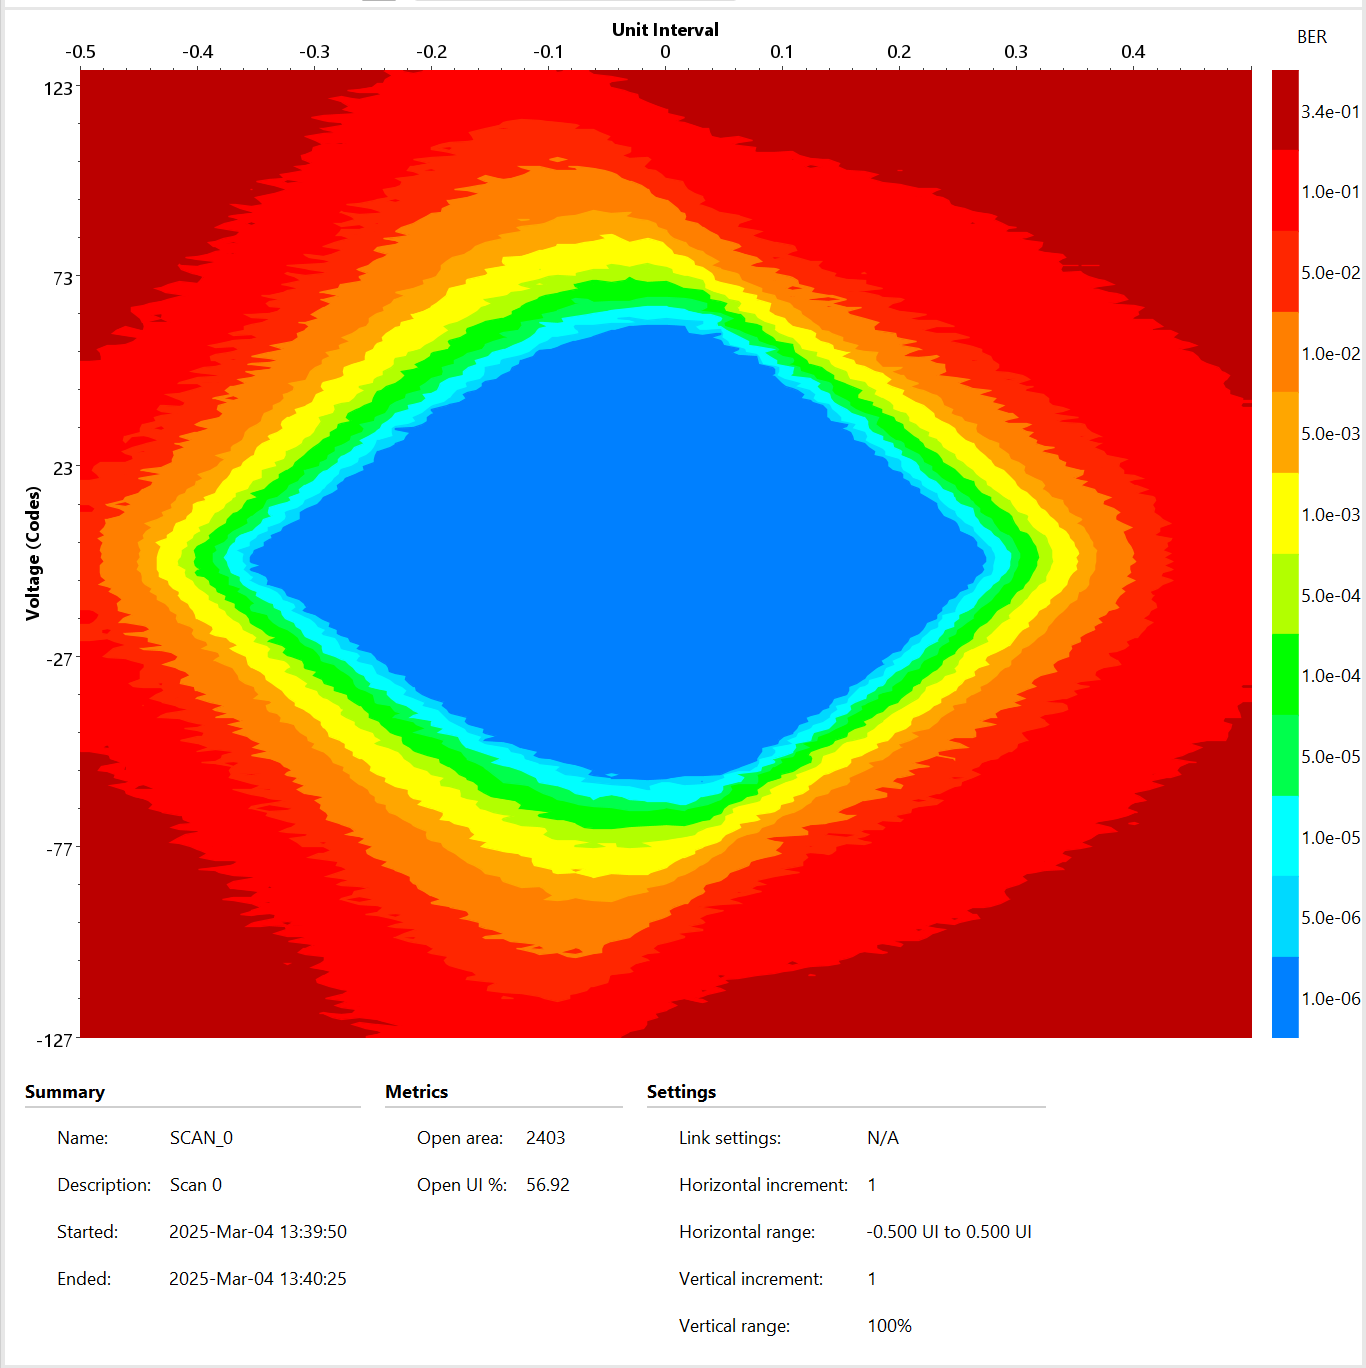 Unit Interval
BER
-0.5 -0.4 -0.3 -0.2 -0.1 0 0.1 0.2 0.3 0.4
123
73
23
-27
-77
-127
Voltage (Codes)
3.4e-01
1.0e-01
5.0e-02
1.0e-02
5.0e-03
1.0e-03
5.0e-04
1.0e-04
5.0e-05
1.0e-05
5.0e-06
1.0e-06
Summary
Name: SCAN_0
Description: Scan 0
Started: 2025-Mar-04 13:39:50
Ended: 2025-Mar-04 13:40:25
Metrics
Open area: 2403
Open UI %: 56.92
Settings
Link settings: N/A
Horizontal increment: 1
Horizontal range: -0.500 UI to 0.500 UI
Vertical increment: 1
Vertical range: 100%